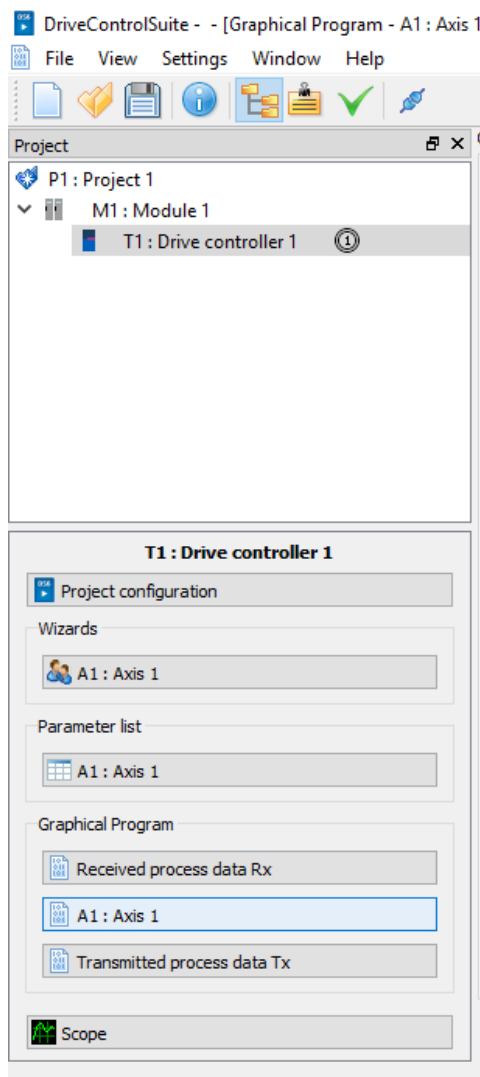 DriveControlSuite - - [Graphical Program - A1 : Axis 1
File View Settings Window Help
Project
P1 : Project 1
M1 : Module 1
T1 : Drive controller 1 1
T1 : Drive controller 1
Project configuration
Wizards
A1 : Axis 1
Parameter list
A1 : Axis 1
Graphical Program
Received process data Rx
A1 : Axis 1
Transmitted process data Tx
Scope